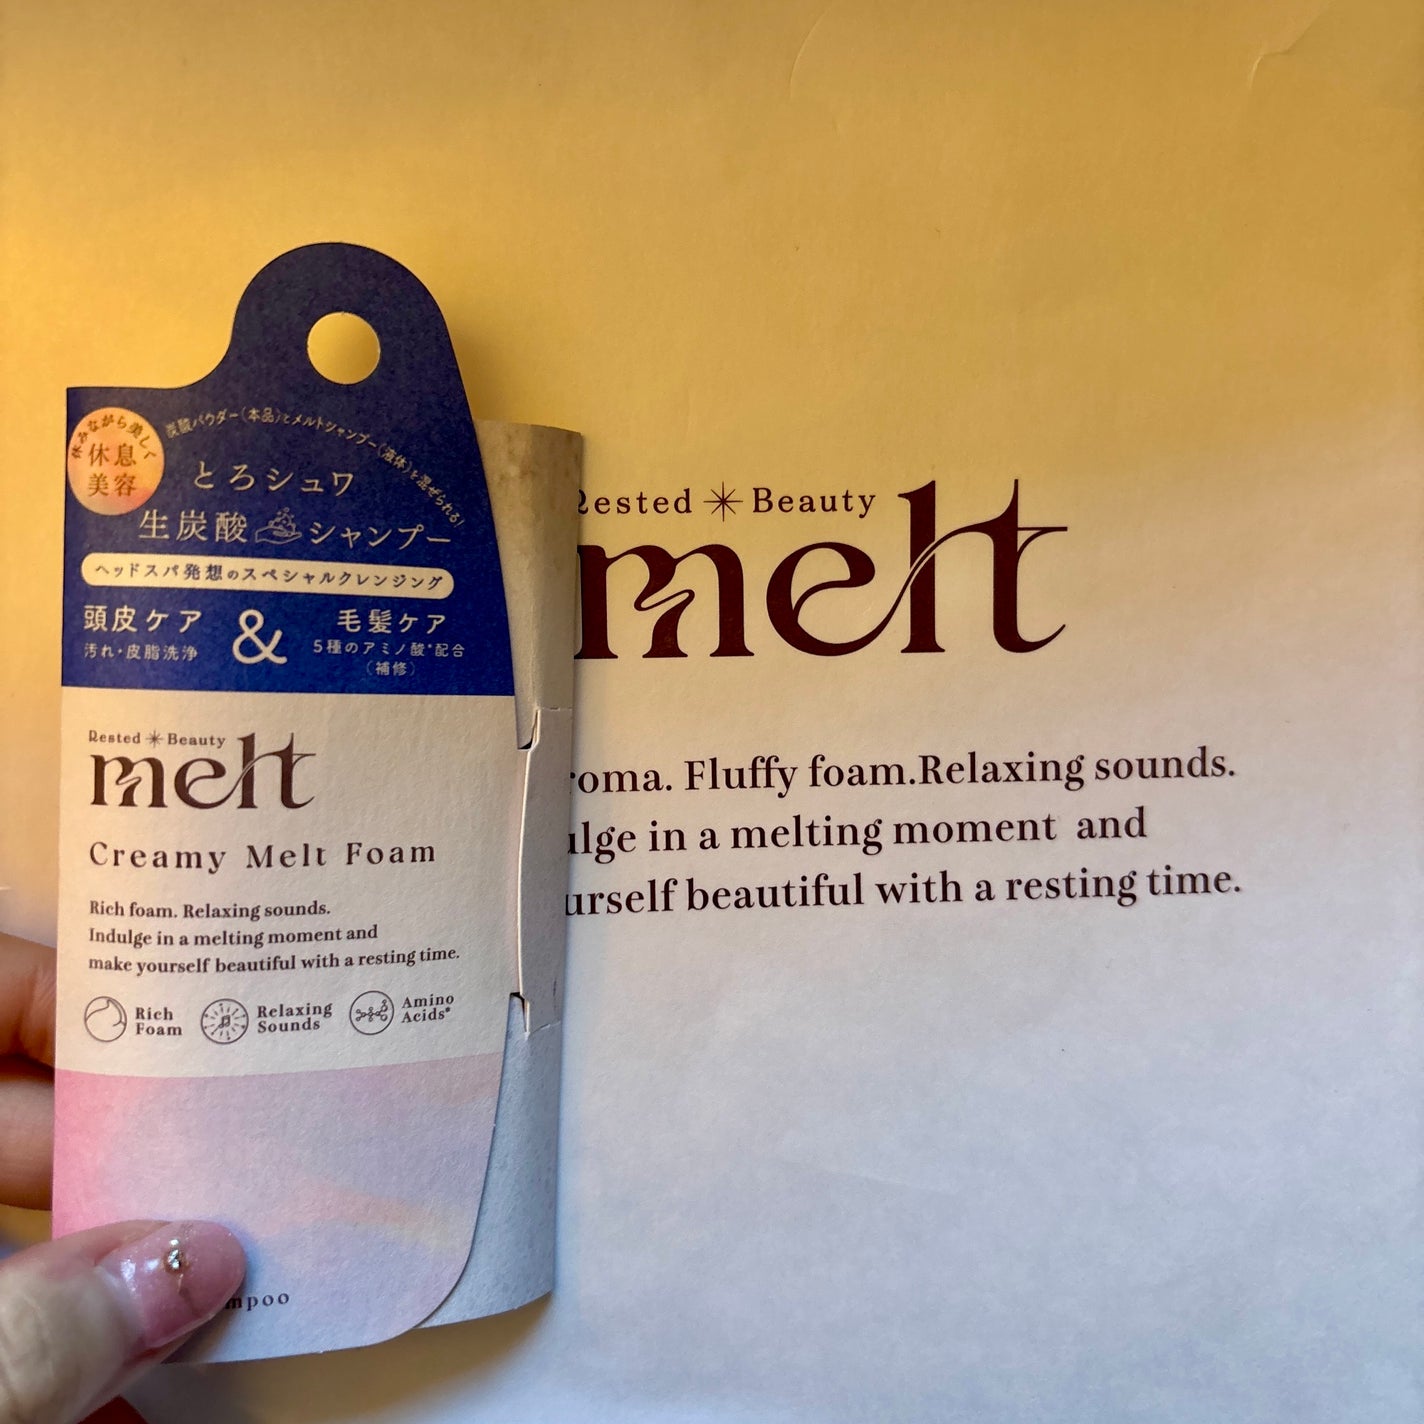 炭酸パウダー(本品)とメルトシャンプー(液体)を混ぜられる!
休みながら美しく
休息
美容
とろシュワ
生炭酸 シャンプー
ヘッドスパ発想のスペシャルクレンジング
頭皮ケア & 毛髪ケア
汚れ・皮脂洗浄 5種のアミノ酸*配合
(補修)
Rested Beauty
melt
Creamy Melt Foam
Rich foam. Relaxing sounds.
Indulge in a melting moment and
make yourself beautiful with a resting time.
Rich
Foam
Relaxing
Sounds
Amino
Acids*
mpoo
Rested Beauty
melt
roma. Fluffy foam.Relaxing sounds.
ulge in a melting moment and
urself beautiful with a resting time.